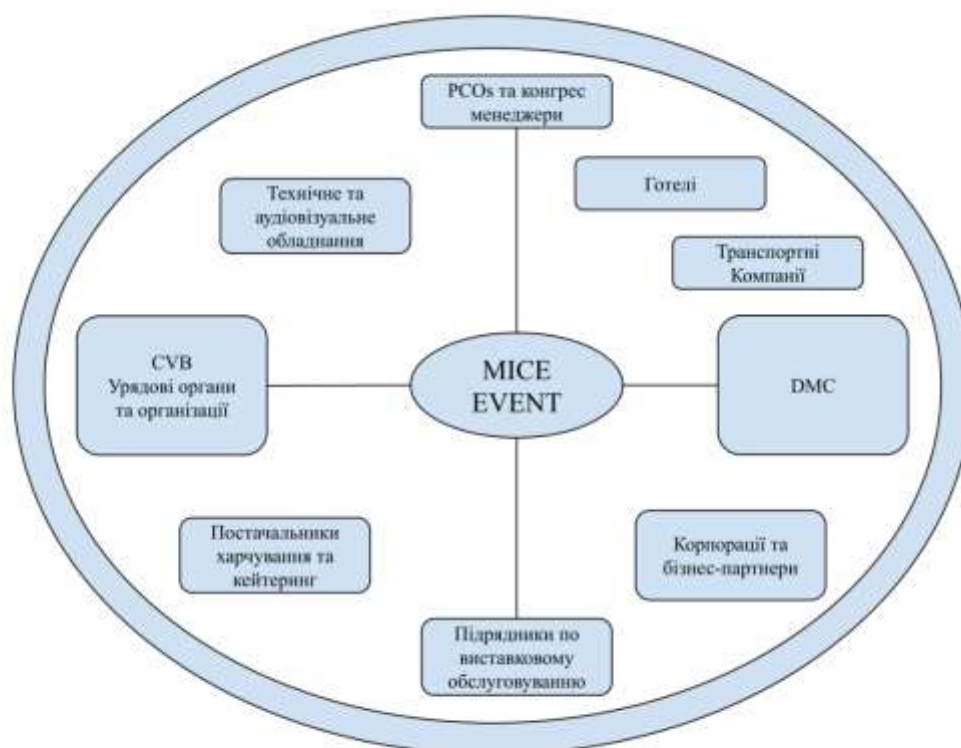 PCOs та конгрес
менеджери
Готелі
Технічне та
аудіовізуальне
обладнання
Транспортні
Компанії
CVB
Урядові органи
та організації
MICE
EVENT
DMC
Постачальники
харчування та
кейтеринг
Корпорації та
бізнес-партнери
Підрядники по
виставковому
обслуговуванню